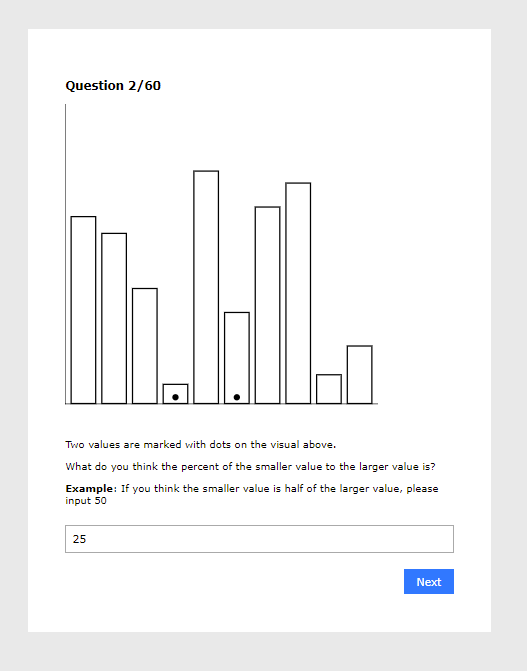 Question 2/60
Two values are marked with dots on the visual above.
What do you think the percent of the smaller value to the larger value is?
Example: If you think the smaller value is half of the larger value, please
input 50
25
Next